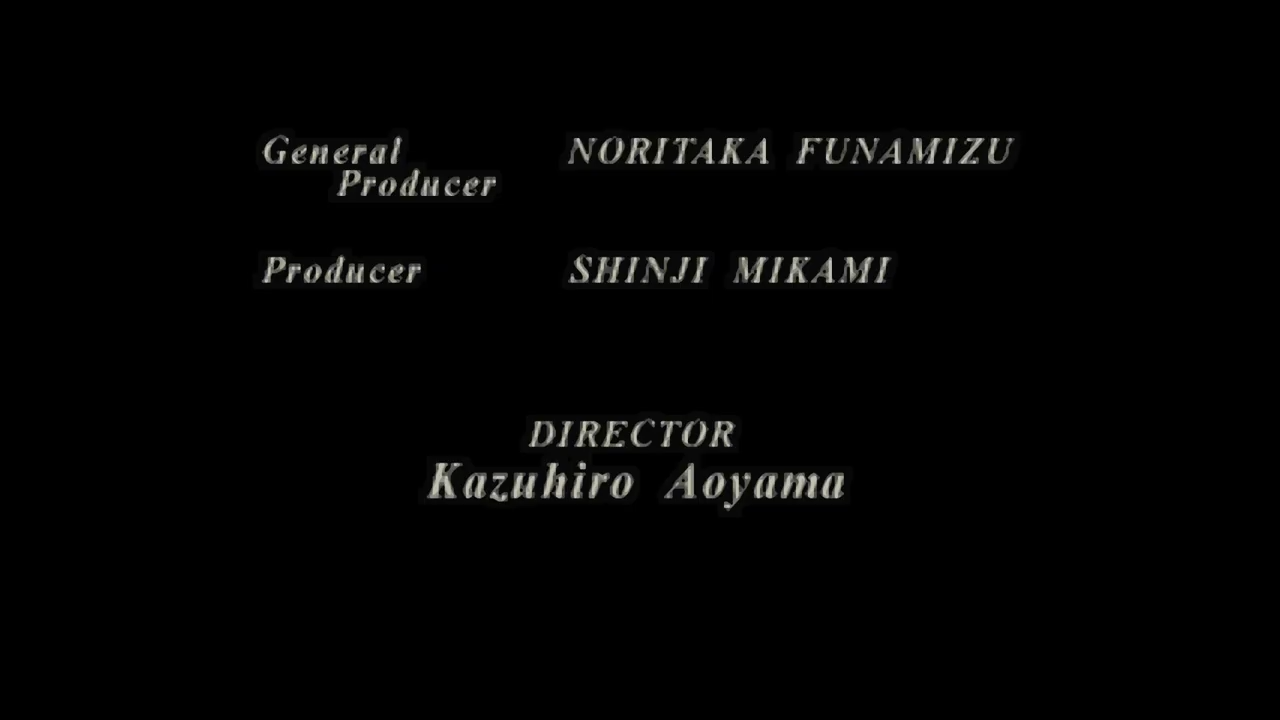 General NORITAKA FUNAMIZU
Producer
Producer SHINJI MIKAMI
DIRECTOR
Kazuhiro Aoyama